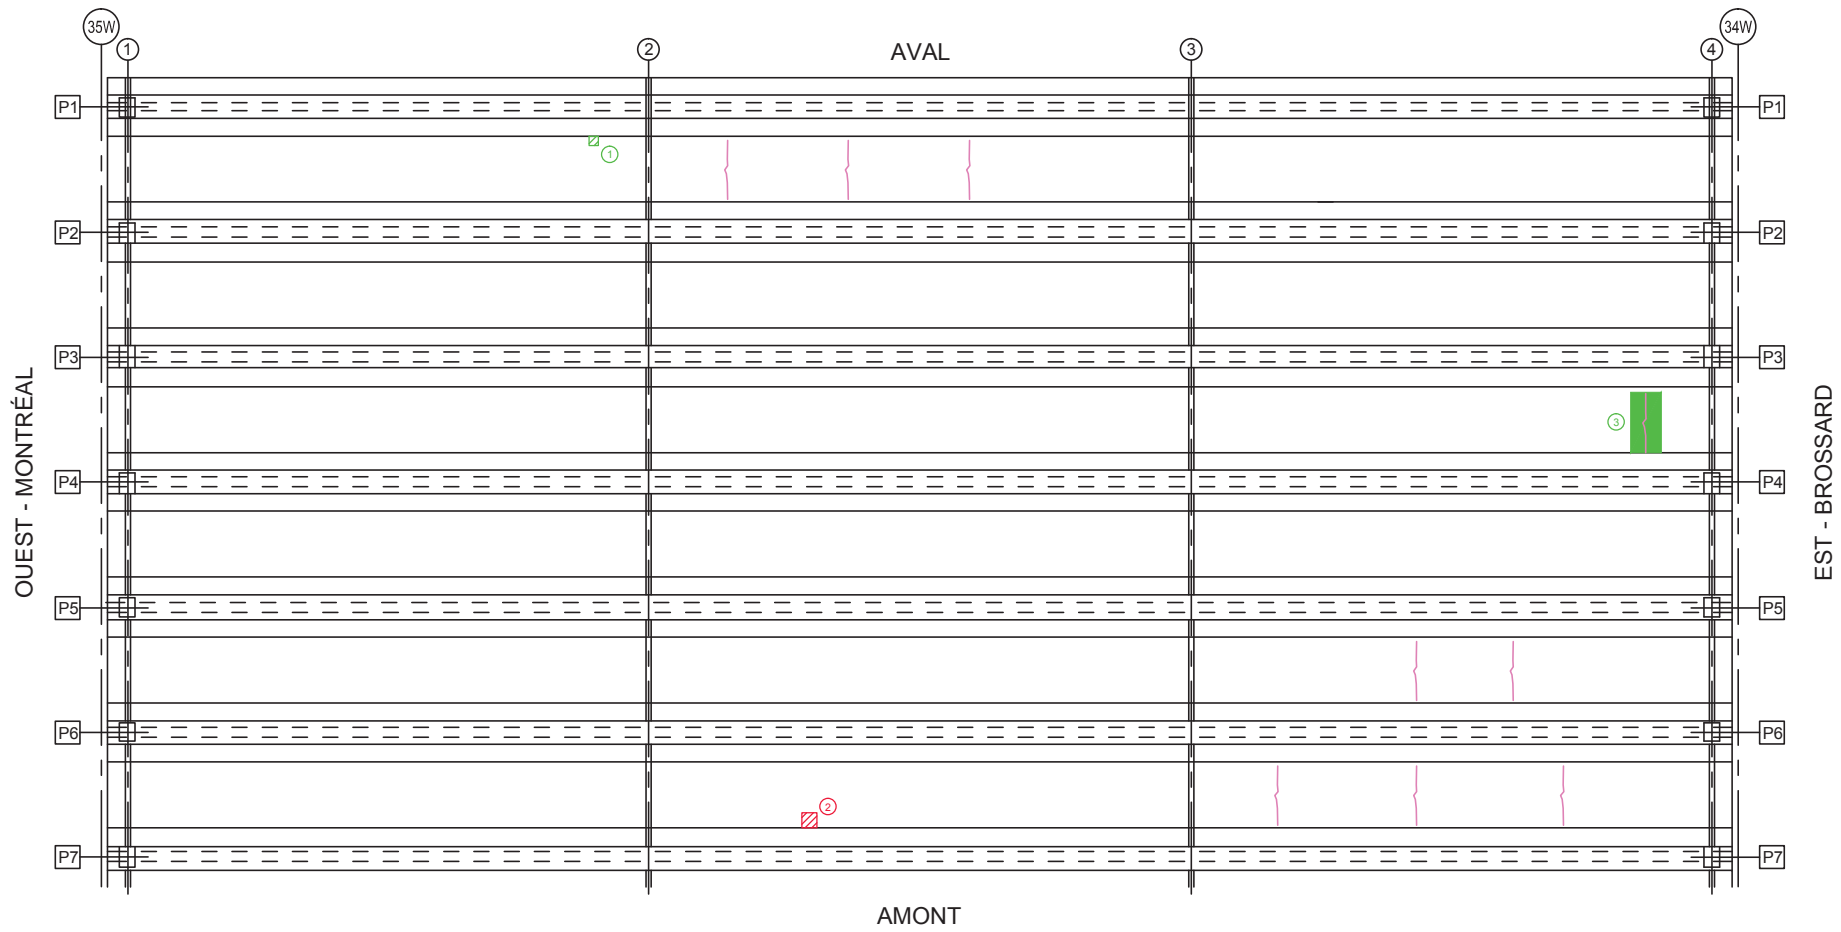 35W
34W
1
2
3
4
AVAL
P1
P1
1
P2
P2
P3
P3
OUEST - MONTRÉAL
EST - BROSSARD
3
P4
P4
P5
P5
P6
P6
2
P7
P7
AMONT